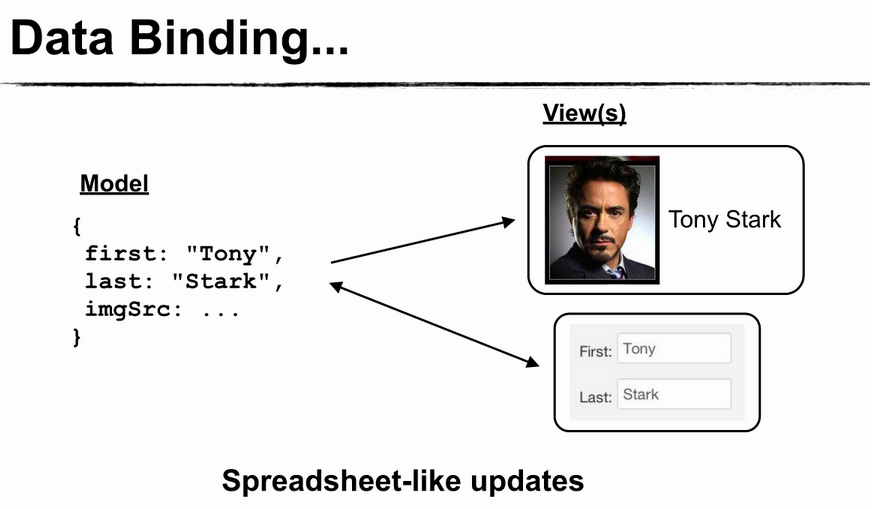 Data Binding...
View(s)
Model
{
first: "Tony",
last: "Stark",
imgSrc: ...
}
Tony Stark
First: Tony
Last: Stark
Spreadsheet-like updates